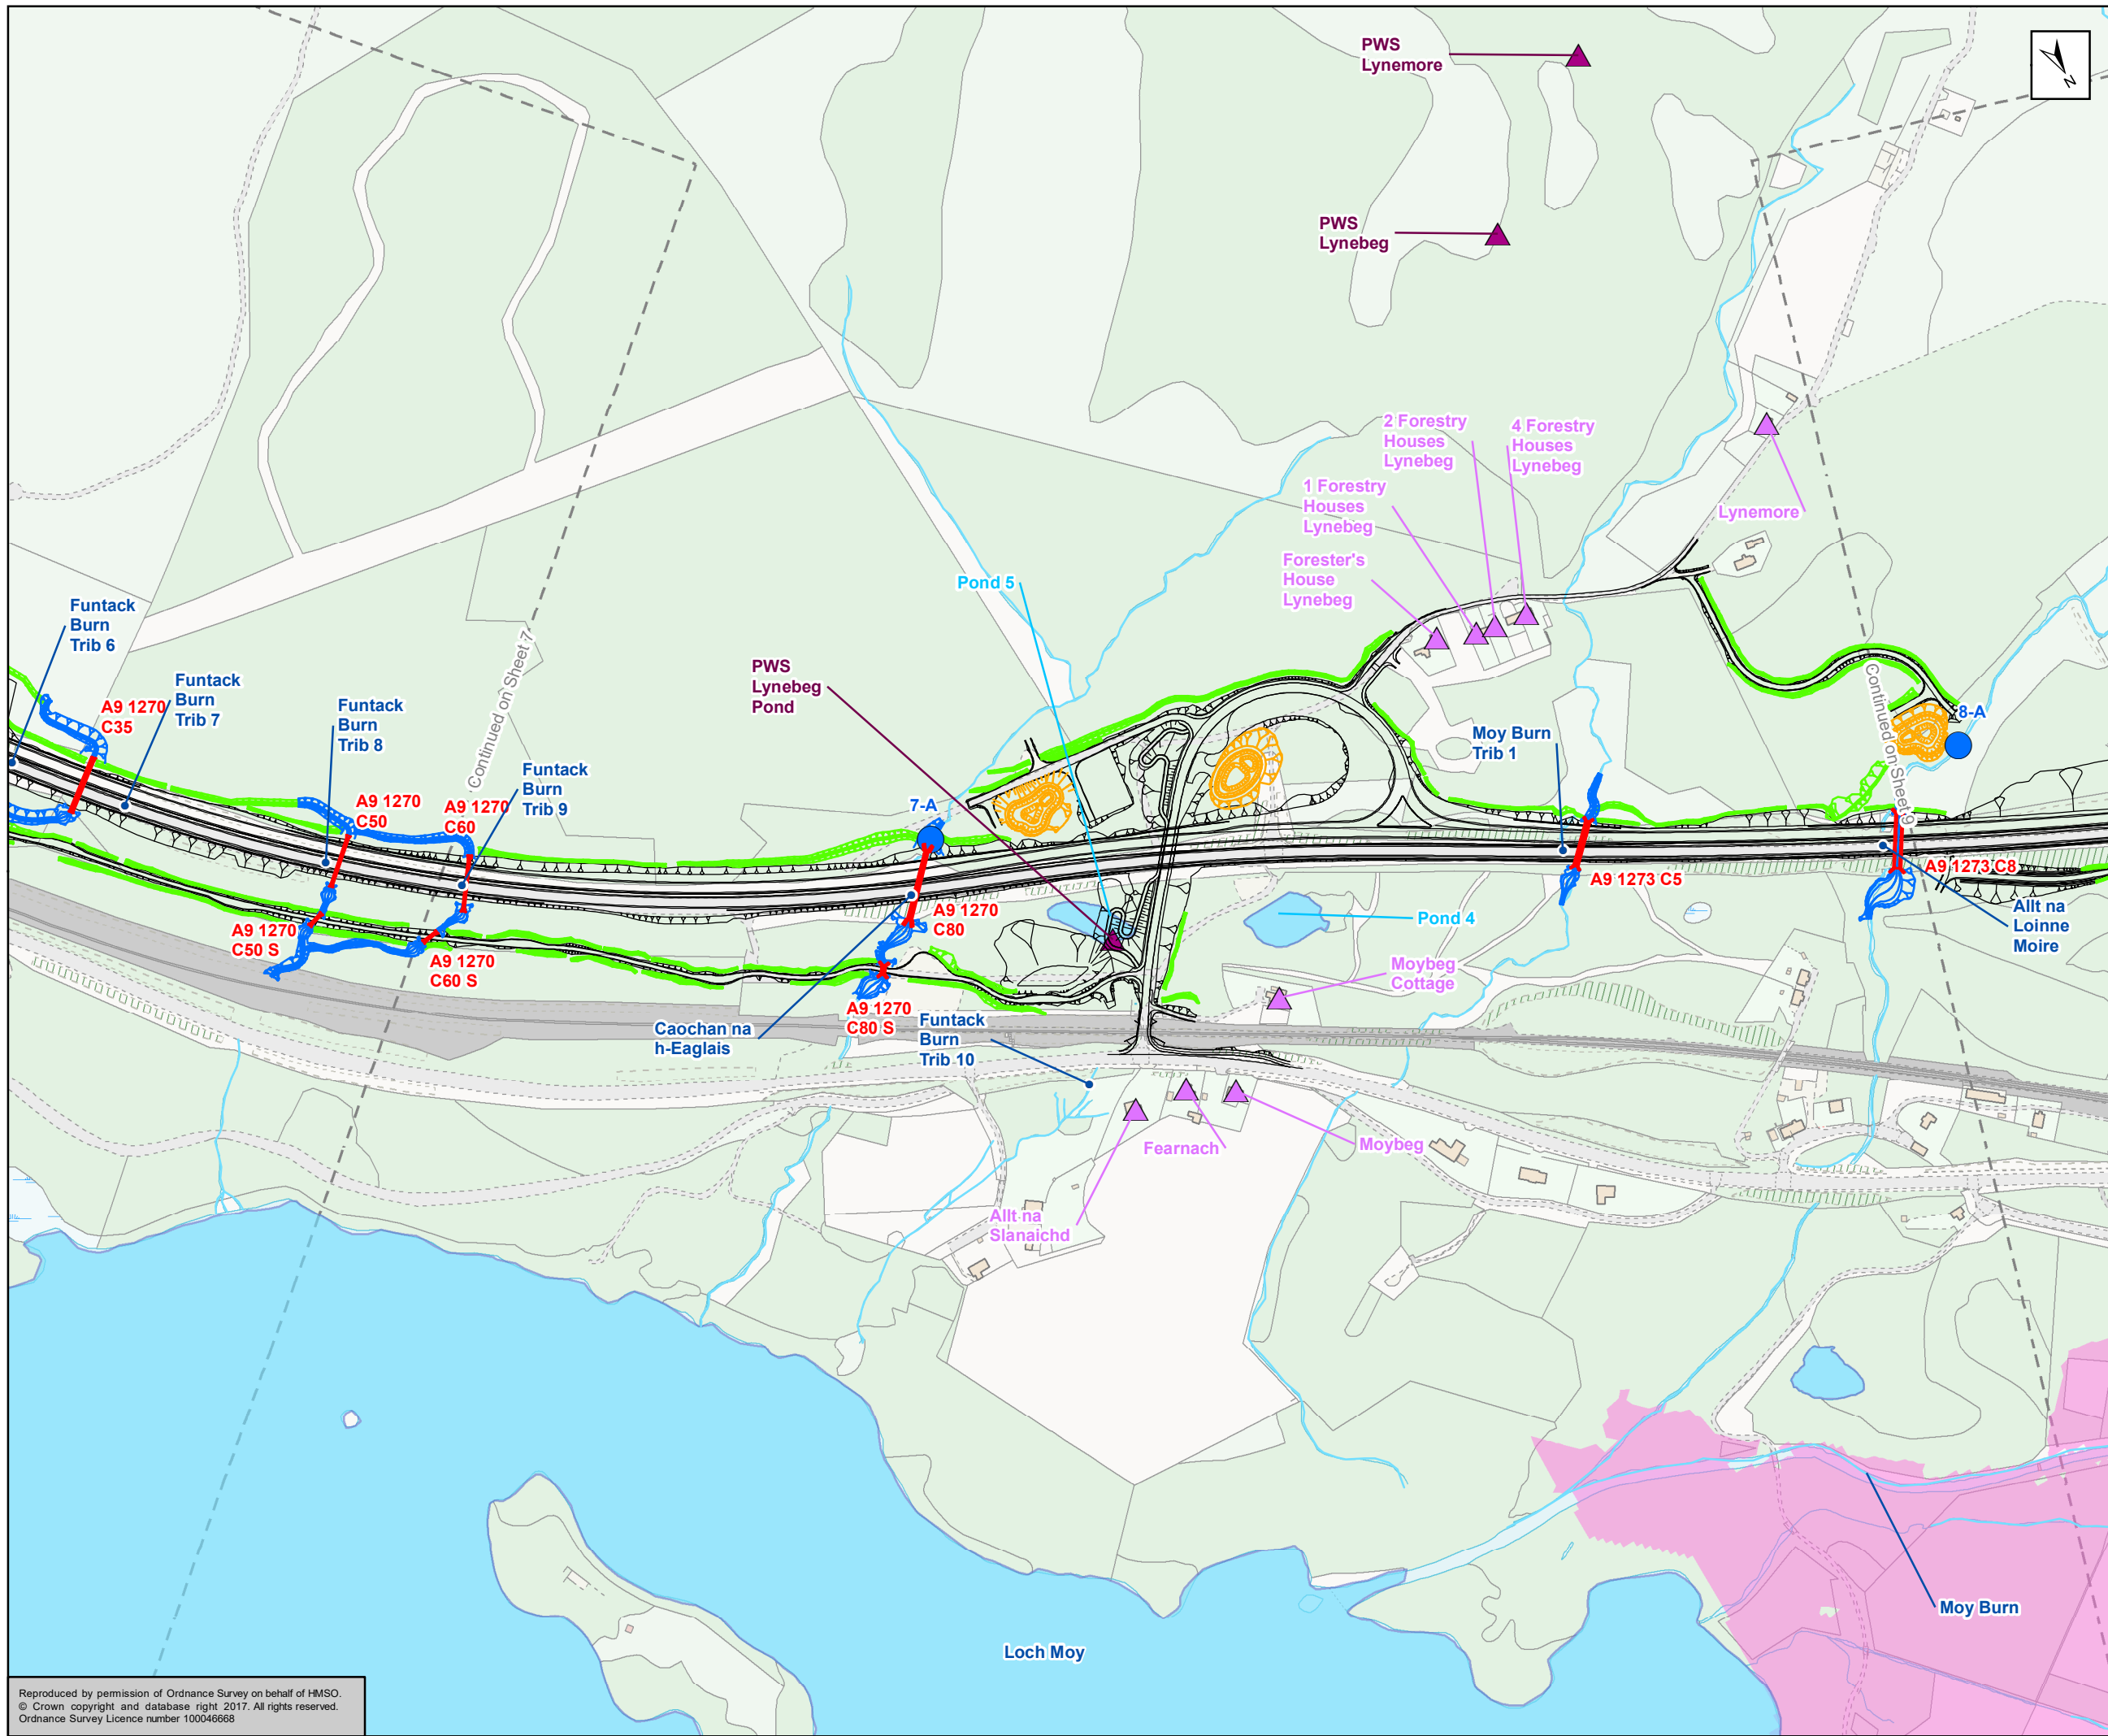 PWS
Lynemore
N
PWS
Lynebeg
2 Forestry
Houses
Lynebeg
4 Forestry
Houses
Lynebeg
1 Forestry
Houses
Lynebeg
Lynemore
Forester's
House
Lynebeg
Pond 5
Funtack
Burn
Trib 6
PWS
Lynebeg
Pond
Funtack
Burn
Trib 7
A9 1270
C35
Funtack
Burn
Trib 8
Continued on Sheet 7
Continued on Sheet 9
8-A
Moy Burn
Trib 1
Funtack
Burn
Trib 9
A9 1270
C50
A9 1270
C60
7-A
A9 1273 C5
A9 1273 C8
A9 1270
C80
Pond 4
Allt na
Loinne
Moire
A9 1270
C50 S
A9 1270
C60 S
Moybeg
Cottage
A9 1270
C80 S
Caochan na
h-Eaglais
Funtack
Burn
Trib 10
Fearnach
Moybeg
Allt na
Slanaichd
Moy Burn
Loch Moy
Reproduced by permission of Ordnance Survey on behalf of HMSO.
© Crown copyright and database right 2017. All rights reserved.
Ordnance Survey Licence number 100046668